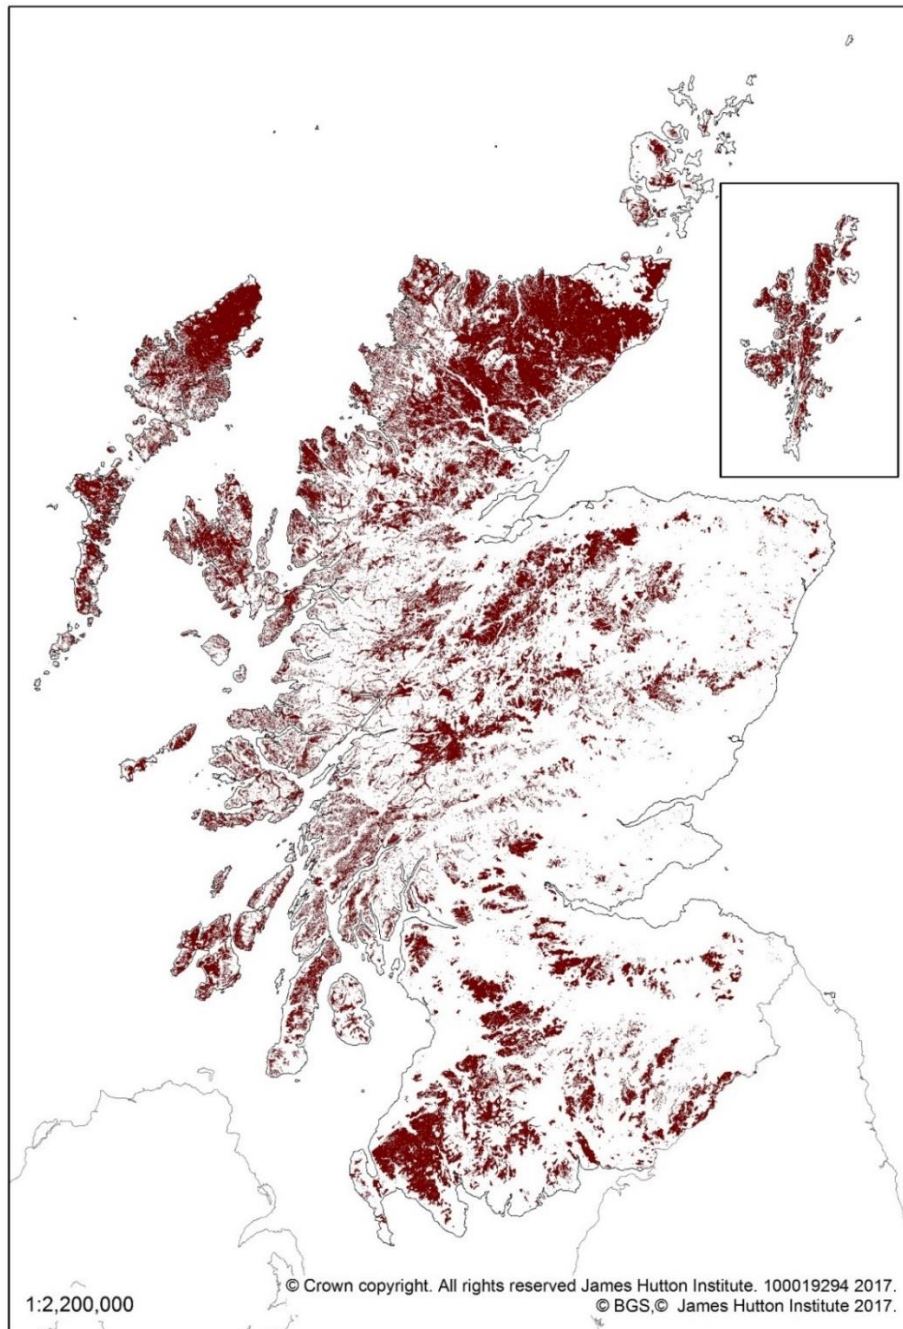 © Crown copyright. All rights reserved James Hutton Institute. 100019294 2017.
1:2,200,000
© BGS,© James Hutton Institute 2017.